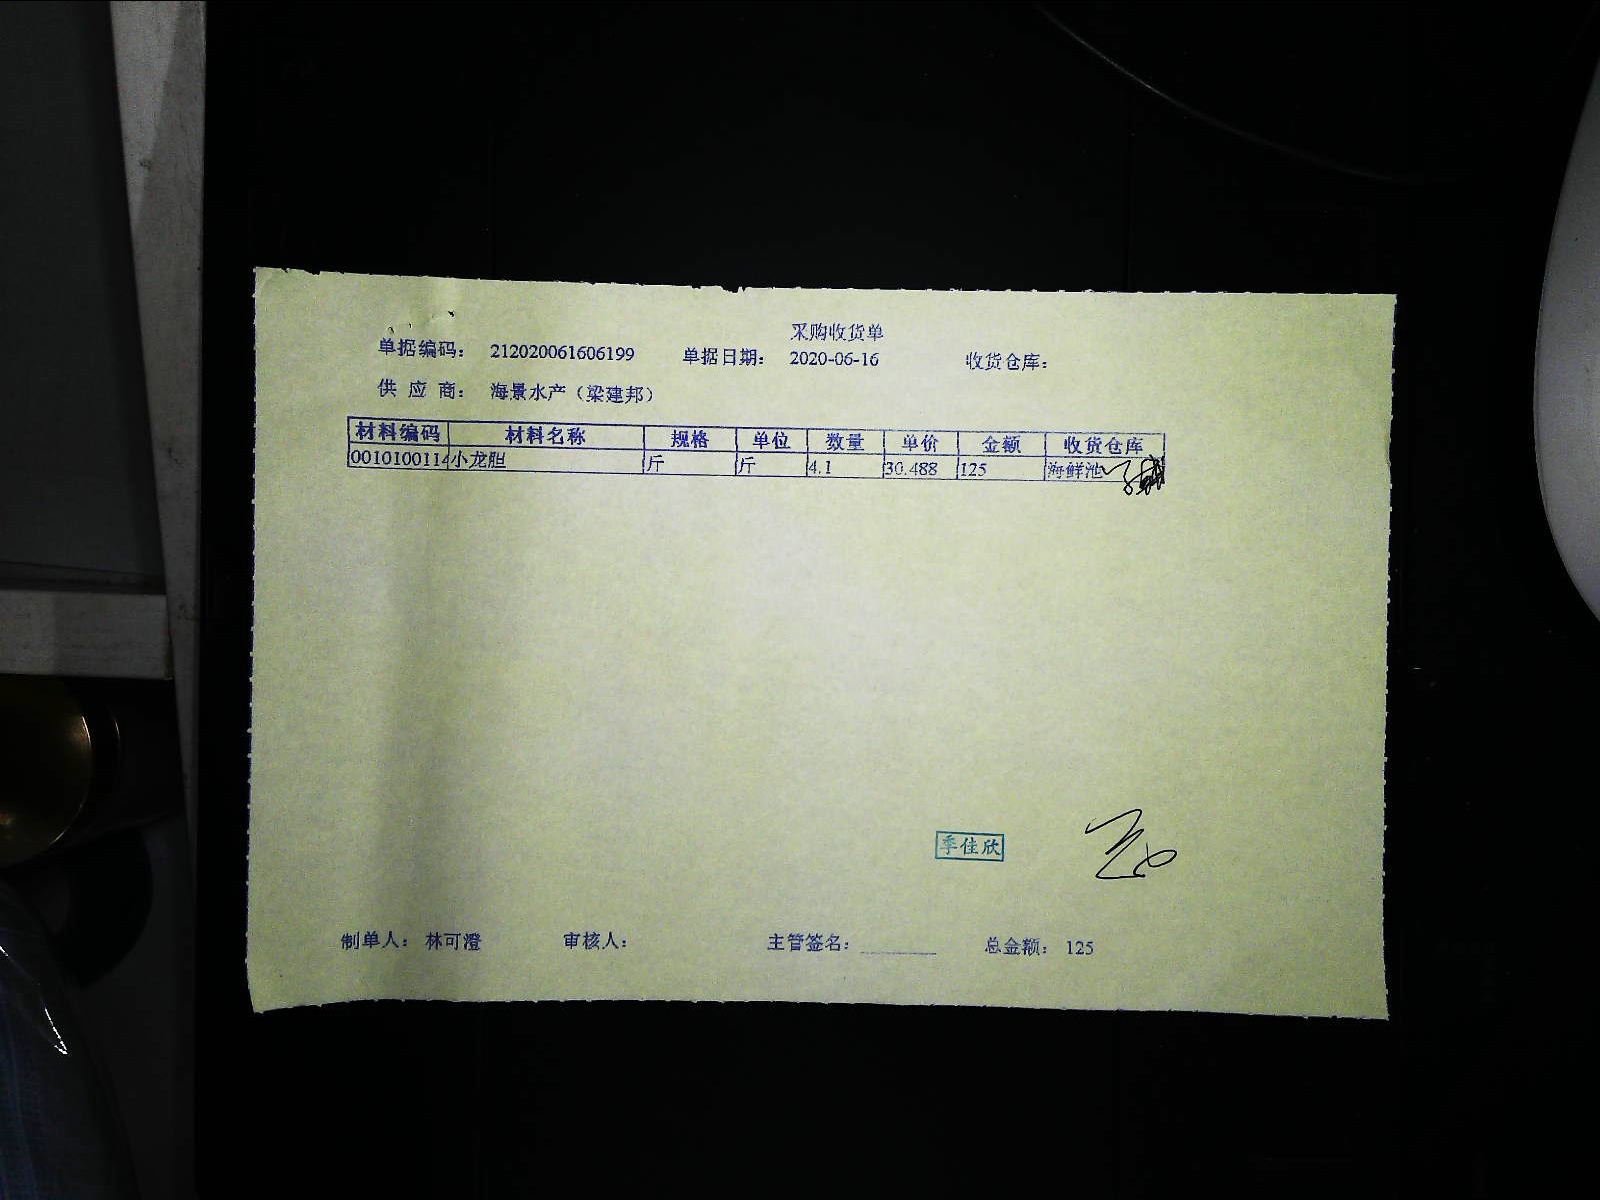 采购收货单
单据编码： 212020061606199 单据日期： 2020-06-16 收货仓库：
供 应 商： 海景水产（梁建邦）
材料编码 材料名称 规格 单位 数量 单价 金额 收货仓库
0010100114 小龙胆 斤 斤 4.1 30.488 125 海鲜池
季佳欣
制单人： 林可澄 审核人： 主管签名： 总金额： 125